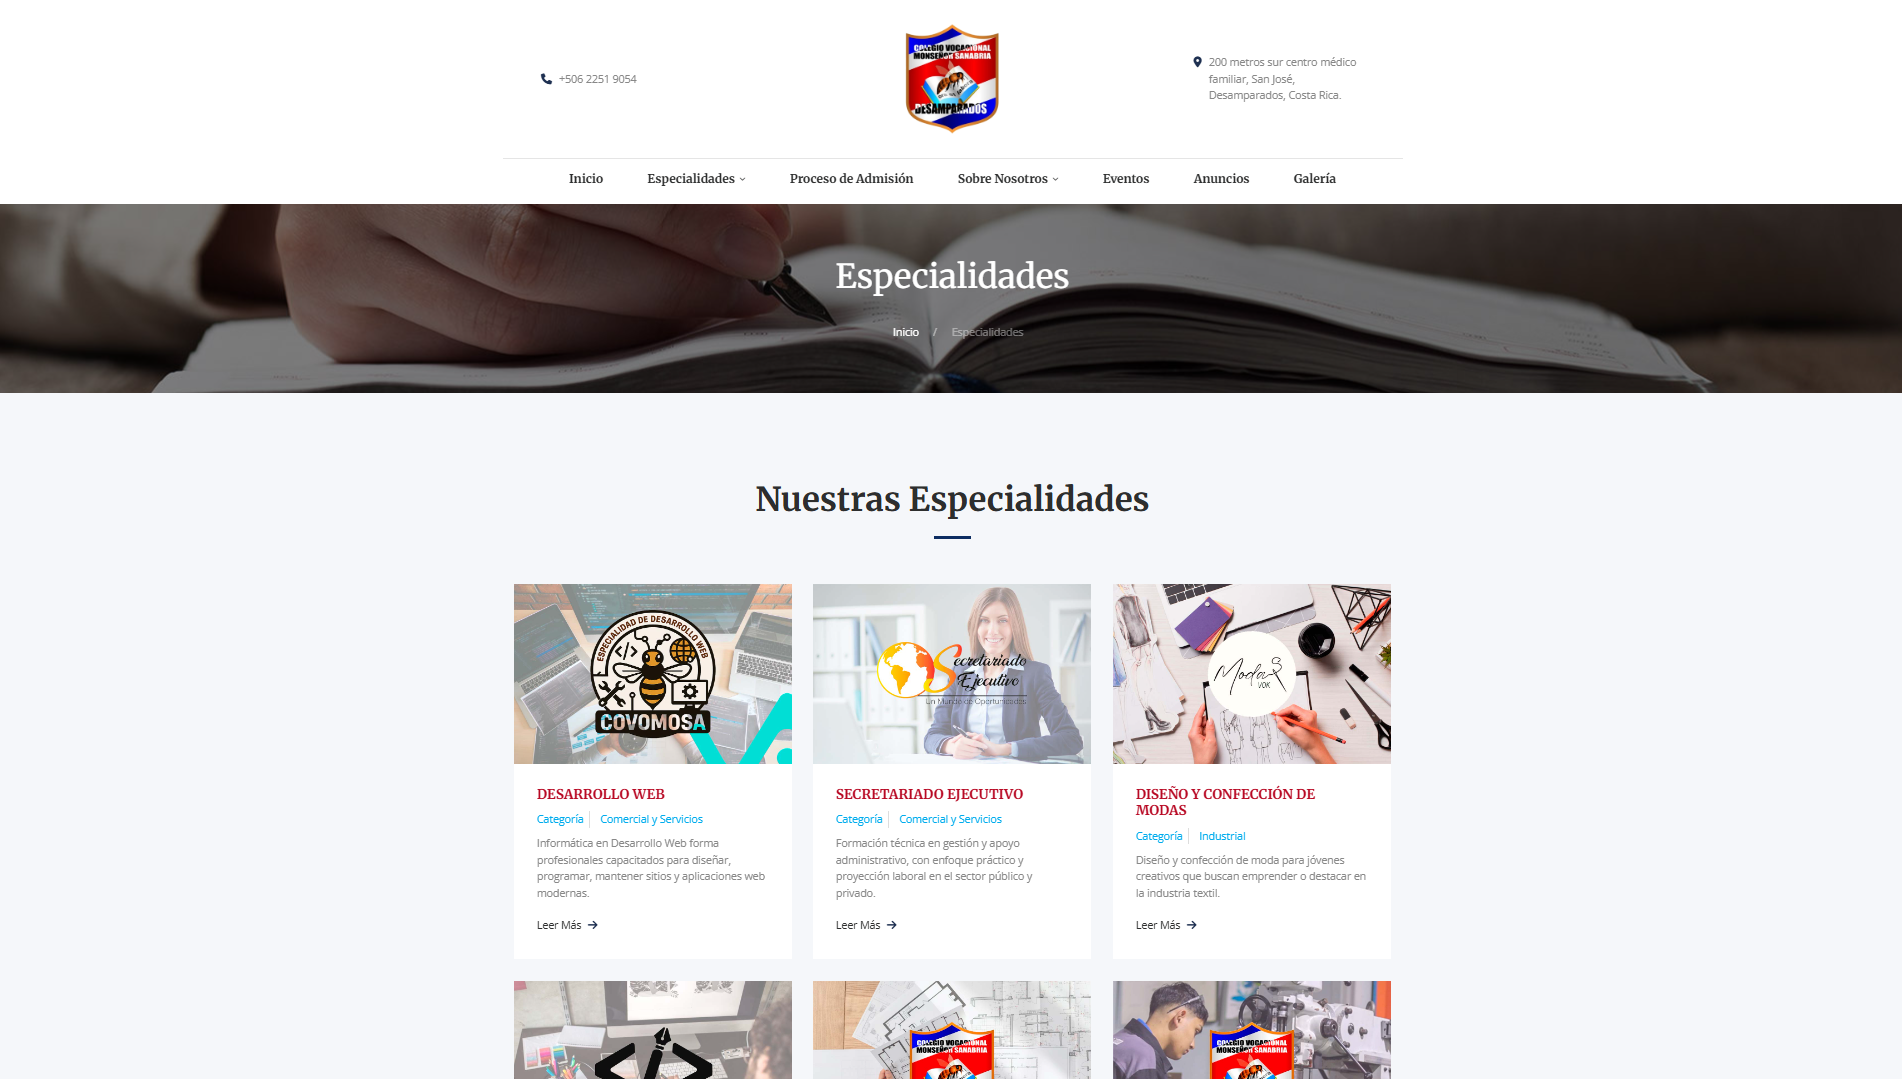 +506 2251 9054
COLEGIO VOCACIONAL
MONSEÑOR SANABRIA
DESAMPARADOS
200 metros sur centro médico
familiar, San José,
Desamparados, Costa Rica.
Inicio
Especialidades
Proceso de Admisión
Sobre Nosotros
Eventos
Anuncios
Galería
Especialidades
Inicio / Especialidades
Nuestras Especialidades
ESPECIALIDAD DE DESARROLLO WEB
COVOMOSA
Secretariado
Ejecutivo
Un Mundo de Oportunidades
Moda
VOK
DESARROLLO WEB
Categoría
Comercial y Servicios
Informática en Desarrollo Web forma
profesionales capacitados para diseñar,
programar, mantener sitios y aplicaciones web
modernas.
Leer Más
SECRETARIADO EJECUTIVO
Categoría
Comercial y Servicios
Formación técnica en gestión y apoyo
administrativo, con enfoque práctico y
proyección laboral en el sector público y
privado.
Leer Más
DISEÑO Y CONFECCIÓN DE
MODAS
Categoría
Industrial
Diseño y confección de moda para jóvenes
creativos que buscan emprender o destacar en
la industria textil.
Leer Más
COLEGIO VOCACIONAL
MONSEÑOR SANABRIA
COLEGIO VOCACIONAL
MONSEÑOR SANABRIA